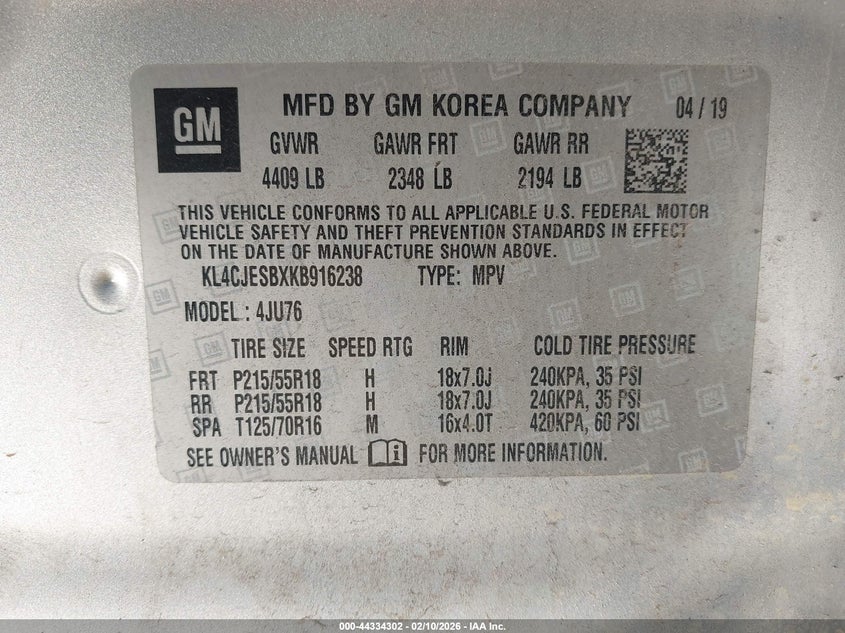 GM MFD BY GM KOREA COMPANY 04 / 19
GVWR GAWR FRT GAWR RR
4409 LB 2348 LB 2194 LB
THIS VEHICLE CONFORMS TO ALL APPLICABLE U.S. FEDERAL MOTOR
VEHICLE SAFETY AND THEFT PREVENTION STANDARDS IN EFFECT
ON THE DATE OF MANUFACTURE SHOWN ABOVE.
KL4CJESBXKB916238 TYPE: MPV
MODEL : 4JU76
TIRE SIZE SPEED RTG RIM COLD TIRE PRESSURE
FRT P215/55R18 H 18x7.0J 240KPA, 35 PSI
RR P215/55R18 H 18x7.0J 240KPA, 35 PSI
SPA T125/70R16 M 16x4.0T 420KPA, 60 PSI
SEE OWNER'S MANUAL FOR MORE INFORMATION.
000-44334302 - 02/10/2026 - IAA Inc.